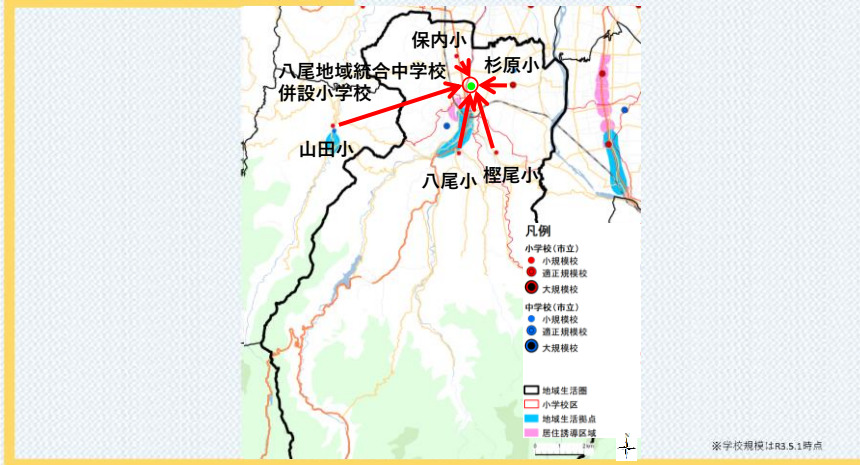 保内小
杉原小
八尾地域統合中学校
併設小学校
山田小
八尾小
樫尾小
凡例
小学校(市立)
小規模校
適正規模校
大規模校
中学校(市立)
小規模校
適正規模校
大規模校
地域生活圏
小学校区
地域生活拠点
居住誘導区域
0 1 2km
N
※学校規模はR3.5.1時点